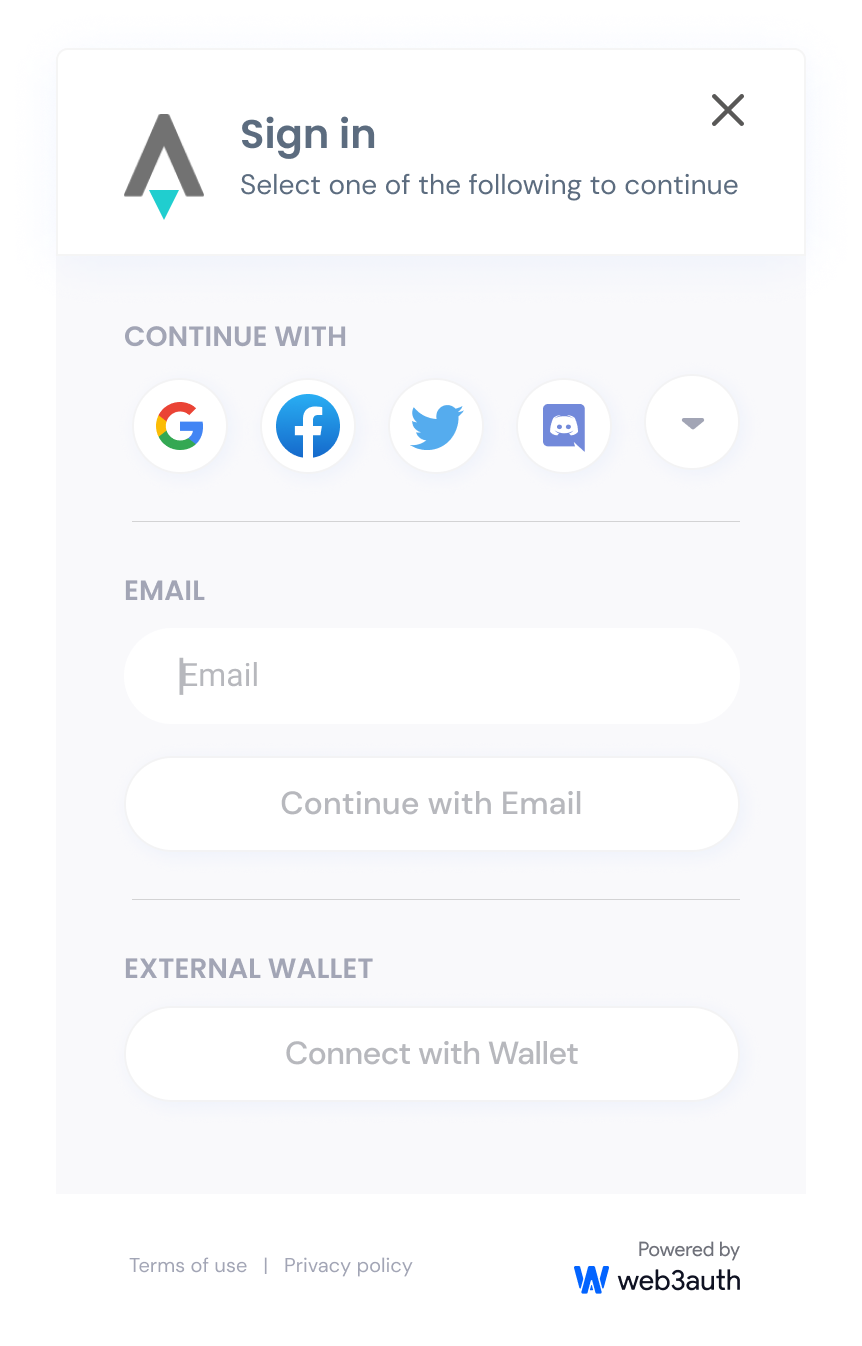 Sign in
Select one of the following to continue
CONTINUE WITH
EMAIL
Email
Continue with Email
EXTERNAL WALLET
Connect with Wallet
Terms of use | Privacy policy
Powered by
web3auth